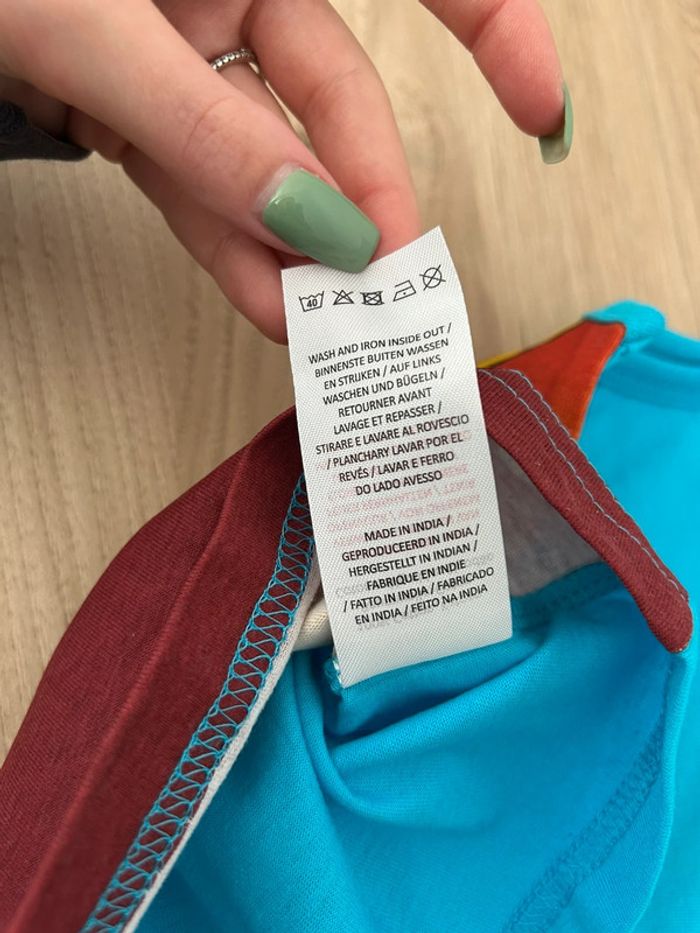 40
WASH AND IRON INSIDE OUT /
BINNENSTE BUITEN WASSEN
EN STRIJKEN / AUF LINKS
WASCHEN UND BÜGELN /
RETOURNER AVANT
LAVAGE ET REPASSER /
STIRARE E LAVARE AL ROVESCIO
/ PLANCHARY LAVAR POR EL
REVÉS / LAVAR E FERRO
DO LADO AVESSO
MADE IN INDIA /
GEPRODUCEERD IN INDIA /
HERGESTELLT IN INDIAN /
FABRIQUE EN INDIE
/ FATTO IN INDIA / FABRICADO
EN INDIA / FEITO NA INDIA